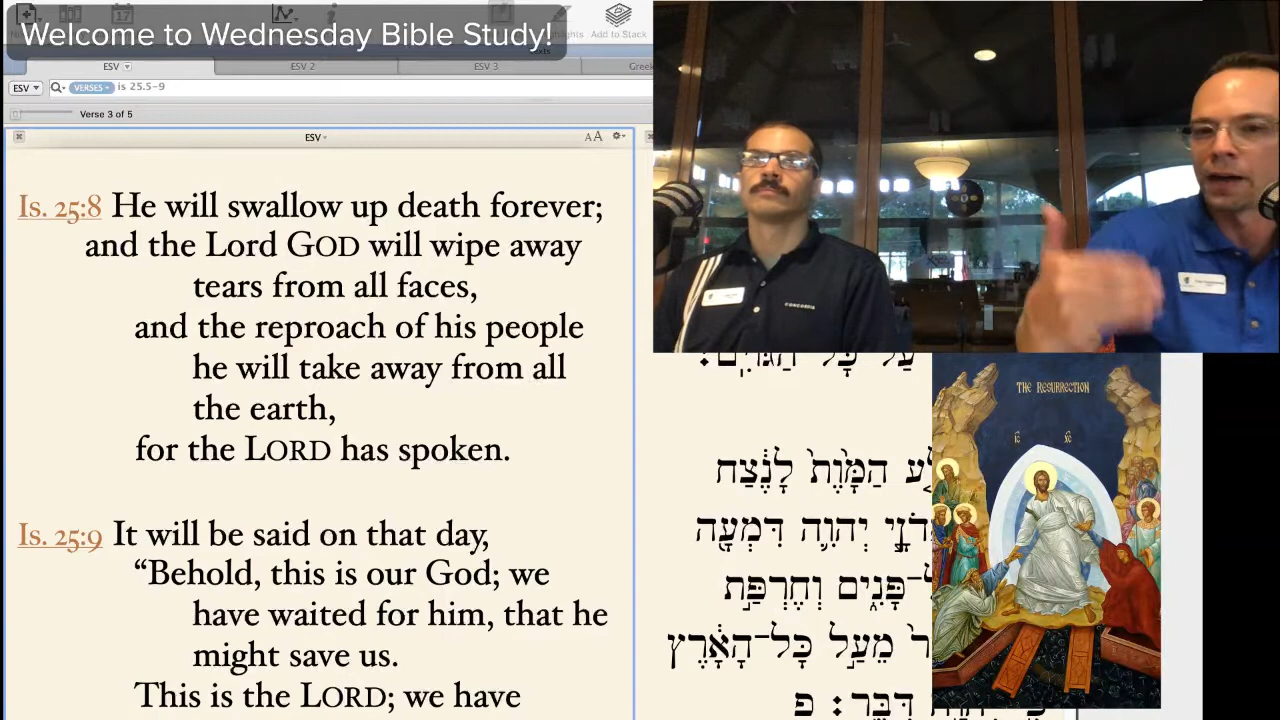 Welcome to Wednesday Bible Study!
Add to Stack
ESV
ESV 2
ESV 3
Greek
ESV
VERSES
is 25.5-9
Verse 3 of 5
ESV
AA
Is. 25:8 He will swallow up death forever;
and the Lord GOD will wipe away
tears from all faces,
and the reproach of his people
he will take away from all
the earth,
for the LORD has spoken.
Is. 25:9 It will be said on that day,
“Behold, this is our God; we
have waited for him, that he
might save us.
This is the LORD; we have
הַמָּ֙וֶת֙ לָנֶ֔צַח
יְהוִ֛ה דִּמְעָ֖ה
פָּנִ֑ים וְחֶרְפַּ֣ת
מֵעַ֣ל כָּל־הָאָ֔רֶץ
דִּבֵּֽר׃ פ
THE RESURRECTION
IC XC
CONCORDIA